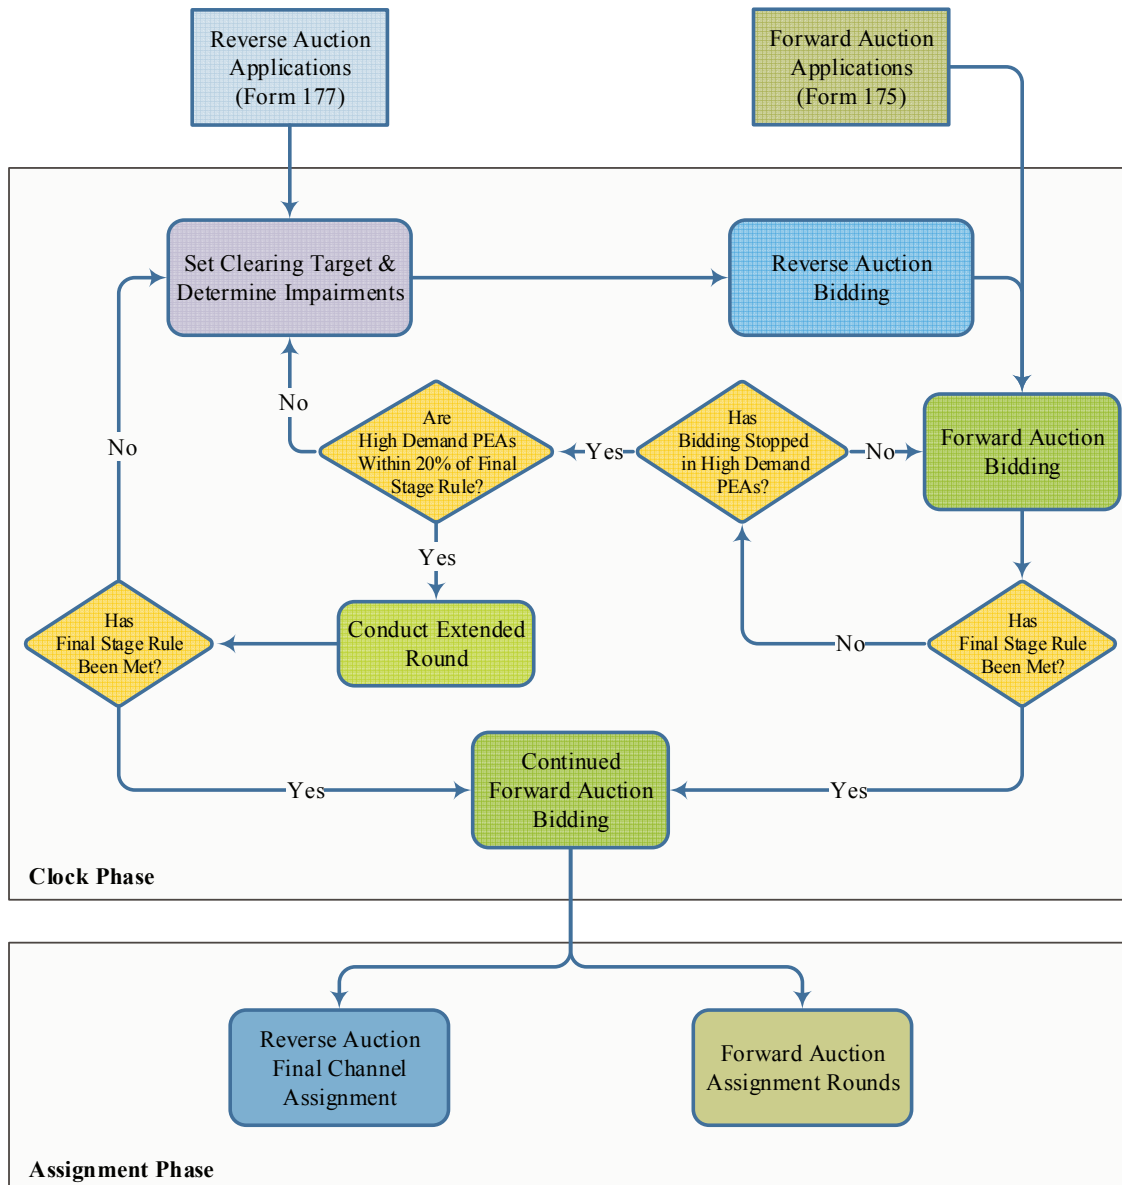 Reverse Auction
Applications
(Form 177)
Forward Auction
Applications
(Form 175)
Set Clearing Target &
Determine Impairments
Reverse Auction
Bidding
No
Are
High Demand PEAs
Within 20% of Final
Stage Rule?
Yes
Has
Bidding Stopped
in High Demand
PEAs?
No
Forward Auction
Bidding
No
Yes
Has
Final Stage Rule
Been Met?
Conduct Extended
Round
No
Has
Final Stage Rule
Been Met?
Yes
Continued
Forward Auction
Bidding
Yes
Clock Phase
Reverse Auction
Final Channel
Assignment
Forward Auction
Assignment Rounds
Assignment Phase